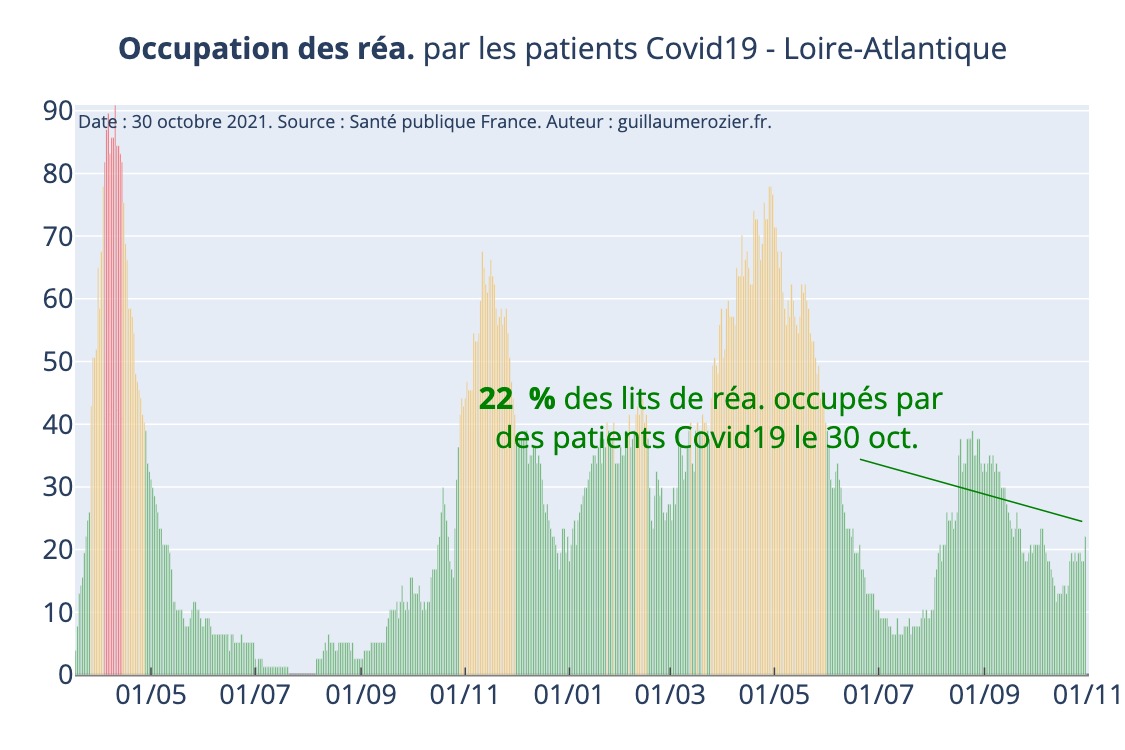 Occupation des réa. par les patients Covid19 - Loire-Atlantique
90
Date : 30 octobre 2021. Source : Santé publique France. Auteur : guillaumerozier.fr.
80
70
60
50
22 % des lits de réa. occupés par
des patients Covid19 le 30 oct.
40
30
20
10
0
01/05 01/07 01/09 01/11 01/01 01/03 01/05 01/07 01/09 01/11